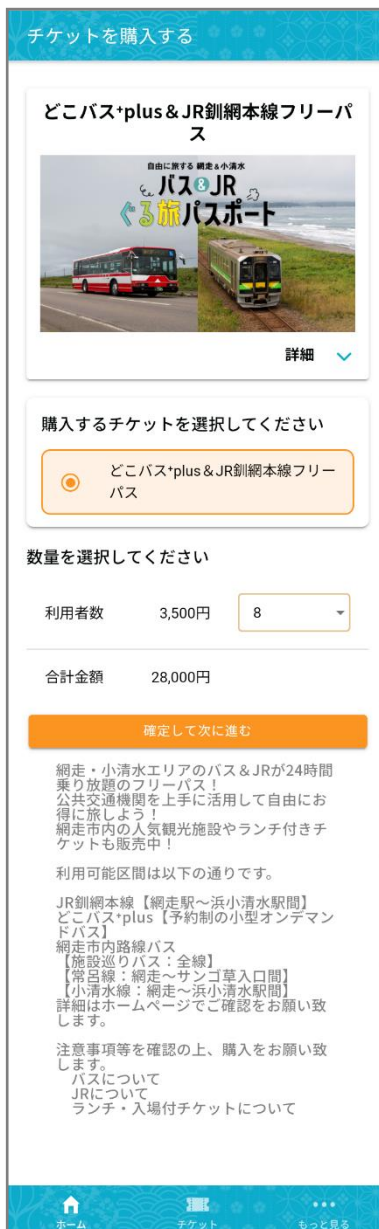 チケットを購入する
どこバス⁺plus＆JR釧網本線フリーパ
ス
自由に旅する 網走&小清水
バス&JR
ぐる旅パスポート
詳細
購入するチケットを選択してください
どこバス⁺plus＆JR釧網本線フリー
パス
数量を選択してください
利用者数 3,500円 8
合計金額 28,000円
確定して次に進む
網走・小清水エリアのバス＆JRが24時間
乗り放題のフリーパス！
公共交通機関を上手に活用して自由にお
得に旅しよう！
網走市内の人気観光施設やランチ付きチ
ケットも販売中！
利用可能区間は以下の通りです。
JR釧網本線【網走駅～浜小清水駅間】
どこバス⁺plus【予約制の小型オンデマン
ドバス】
網走市内路線バス
【施設巡りバス：全線】
【常呂線：網走～サンゴ草入口間】
【小清水線：網走～浜小清水駅間】
詳細はホームページでご確認をお願い致
します。
注意事項等を確認の上、購入をお願い致
します。
バスについて
JRについて
ランチ・入場付チケットについて
ホーム チケット もっと見る